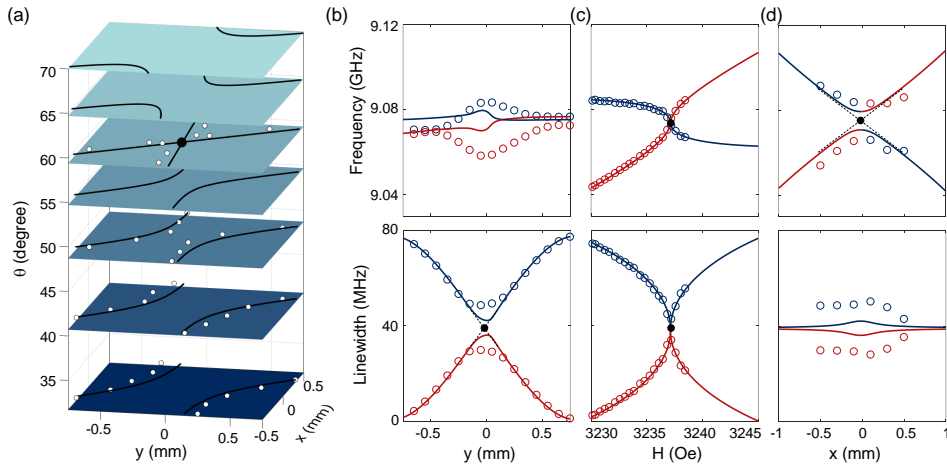 (a)
(b)
(c)
(d)
θ (degree)
70
65
60
55
50
45
40
35
-0.5
0
0.5
y (mm)
-0.5
0
0.5
x (mm)
Frequency (GHz)
9.12
9.08
9.04
Linewidth (MHz)
80
40
0
-0.5
0
0.5
y (mm)
3230
3237
3245
H (Oe)
-1
-0.5
0
0.5
1
x (mm)